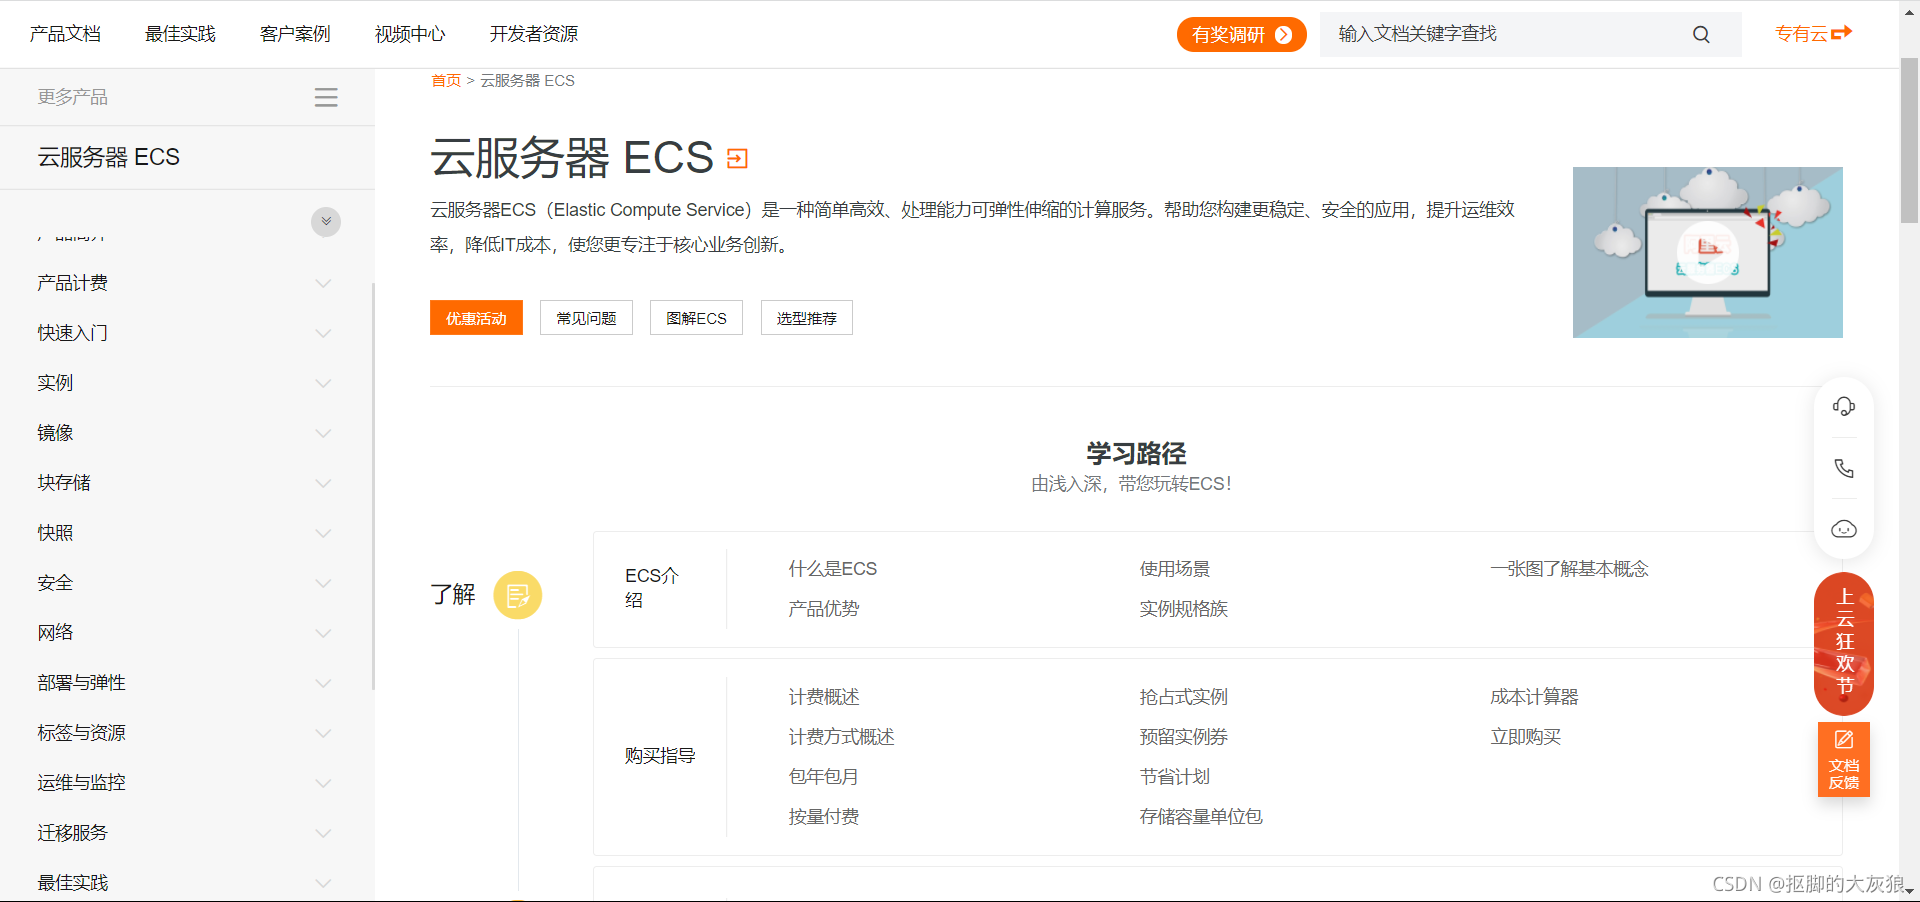 产品文档 最佳实践 客户案例 视频中心 开发者资源 有奖调研 输入文档关键字查找 专有云
更多产品
云服务器 ECS
产品简介
产品计费
快速入门
实例
镜像
块存储
快照
安全
网络
部署与弹性
标签与资源
运维与监控
迁移服务
最佳实践
首页 > 云服务器 ECS
云服务器 ECS
云服务器ECS（Elastic Compute Service）是一种简单高效、处理能力可弹性伸缩的计算服务。帮助您构建更稳定、安全的应用，提升运维效
率，降低IT成本，使您更专注于核心业务创新。
优惠活动 常见问题 图解ECS 选型推荐
学习路径
由浅入深，带您玩转ECS！
了解
ECS介
绍
什么是ECS 使用场景 一张图了解基本概念
产品优势 实例规格族
购买指导
计费概述 抢占式实例 成本计算器
计费方式概述 预留实例券 立即购买
包年包月 节省计划
按量付费 存储容量单位包
上
云
狂
欢
节
文档
反馈
CSDN @抠脚的大灰狼